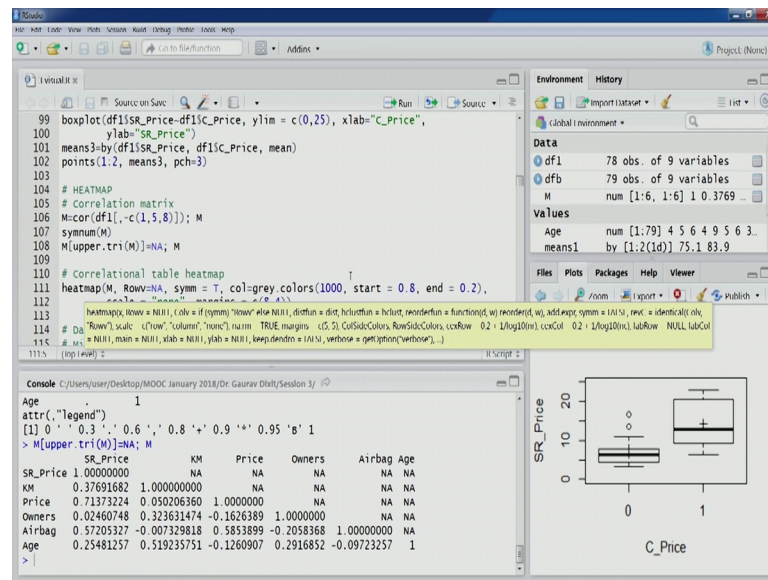 RStudio
File Edit Code View Plots Session Build Debug Profile Tools Help
Go to file/function
Addins
Project: (None)
1 visual.R
Source on Save
Run
Source
99 boxplot(df1$SR_Price~df1$C_Price, ylim = c(0,25), xlab="C_Price",
100 ylab="SR_Price")
101 means3=by(df1$SR_Price, df1$C_Price, mean)
102 points(1:2, means3, pch=3)
103
104 # HEATMAP
105 # Correlation matrix
106 M=cor(df1[,-c(1,5,8)]); M
107 symnum(M)
108 M[upper.tri(M)]=NA; M
109
110 # Correlational table heatmap
111 heatmap(M, Rowv=NA, symm = T, col=grey.colors(1000, start = 0.8, end = 0.2),
112 scale = "none", margins = c(8,4))
113
heatmap(x, Rowv = NULL, Colv = if (symm) "Rowv" else NULL, distfun = dist, hclustfun = hclust, reorderfun = function(d, w) reorder(d, w), add.expr, symm = FALSE, revC = identical(Colv,
"Rowv"), scale = c("row", "column", "none"), na.rm = TRUE, margins = c(5, 5), ColSideColors, RowSideColors, cexRow = 0.2 + 1/log10(nr), cexCol = 0.2 + 1/log10(nc), labRow = NULL, labCol
= NULL, main = NULL, xlab = NULL, ylab = NULL, keep.dendro = FALSE, verbose = getOption("verbose"), ...)
114 # Da
115
111:5 (Top Level)
R Script
Console C:/Users/user/Desktop/MOOC January 2018/Dr. Gaurav Dixit/Session 3/
Age . 1
attr(,"legend")
[1] 0 ' ' 0.3 '.' 0.6 ',' 0.8 '+' 0.9 '*' 0.95 'B' 1
> M[upper.tri(M)]=NA; M
SR_Price KM Price Owners Airbag Age
SR_Price 1.00000000 NA NA NA NA NA
KM 0.37691682 1.000000000 NA NA NA NA
Price 0.71373224 0.050206360 1.0000000 NA NA NA
Owners 0.02460748 0.323631474 -0.1626389 1.0000000 NA NA
Airbag 0.57205327 -0.007329818 0.5853899 -0.2058368 1.00000000 NA
Age 0.25481257 0.519235751 -0.1260907 0.2916852 -0.09723257 1
>
Environment History
Import Dataset
List
Global Environment
Data
df1 78 obs. of 9 variables
dfb 79 obs. of 9 variables
M num [1:6, 1:6] 1 0.3769 ...
Values
Age num [1:79] 4 5 6 4 9 5 6 3...
means1 by [1:2(1d)] 75.1 83.9
Files Plots Packages Help Viewer
Zoom Export Publish
SR_Price
20
10
0
0 1
C_Price